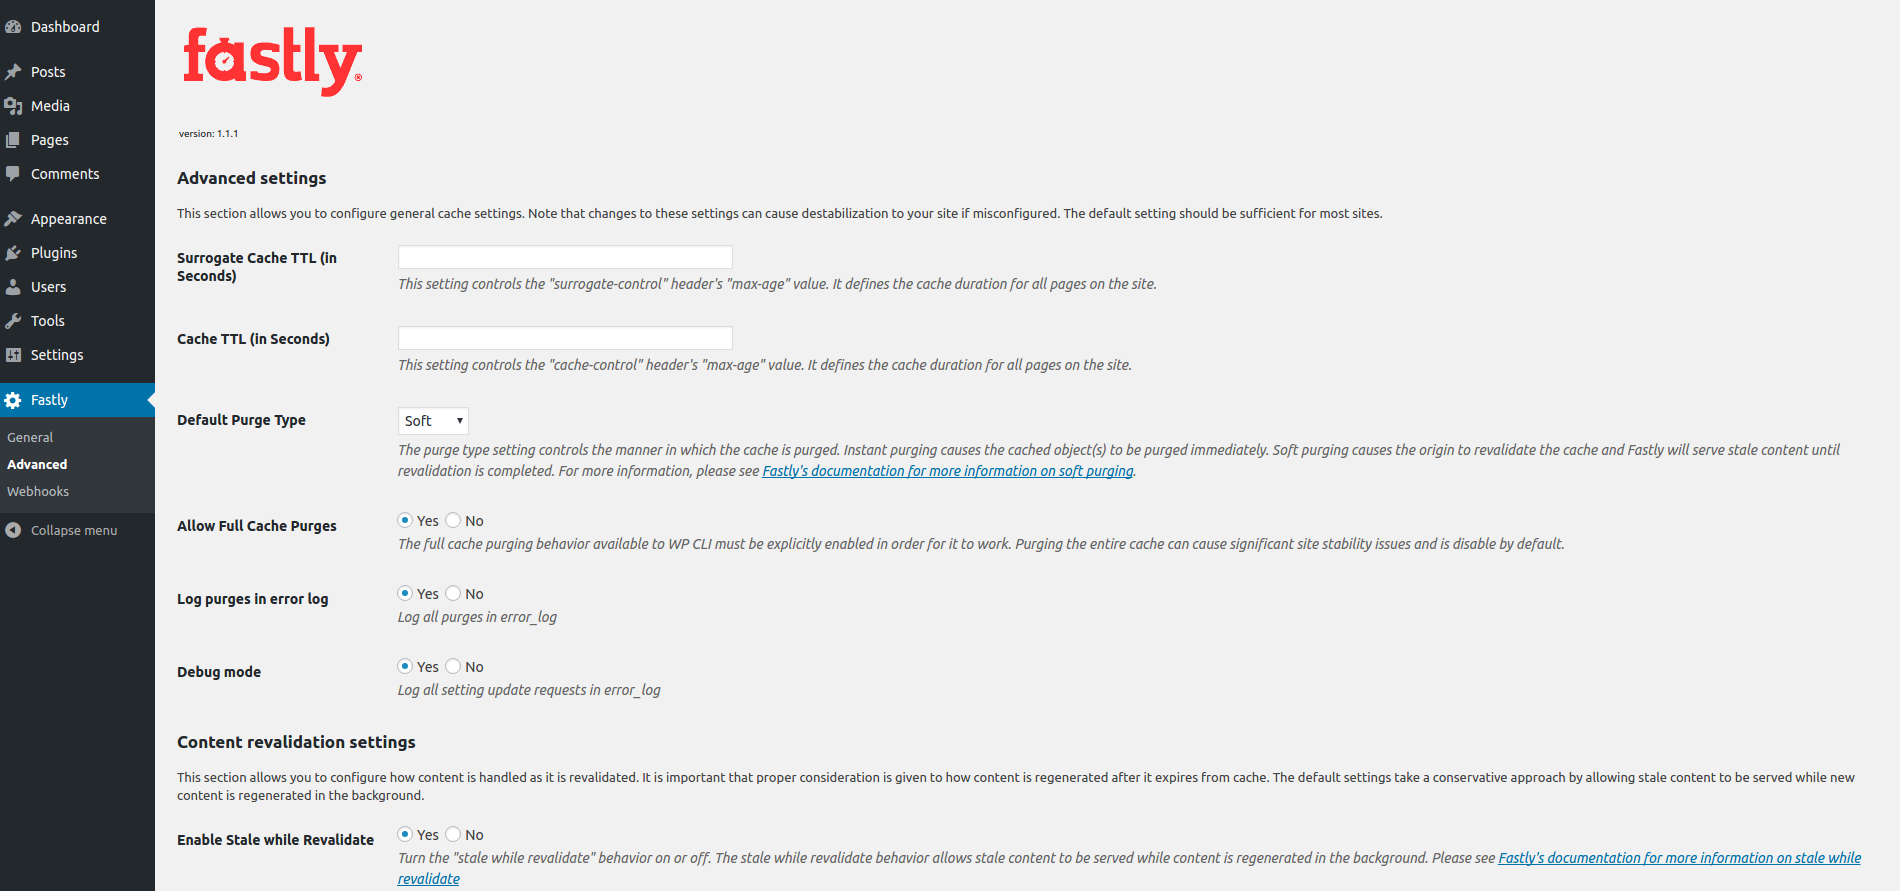 Dashboard
Posts
Media
Pages
Comments
Appearance
Plugins
Users
Tools
Settings
Fastly
General
Advanced
Webhooks
Collapse menu
fastly®
version: 1.1.1
Advanced settings
This section allows you to configure general cache settings. Note that changes to these settings can cause destabilization to your site if misconfigured. The default setting should be sufficient for most sites.
Surrogate Cache TTL (in
Seconds)
This setting controls the "surrogate-control" header's "max-age" value. It defines the cache duration for all pages on the site.
Cache TTL (in Seconds)
This setting controls the "cache-control" header's "max-age" value. It defines the cache duration for all pages on the site.
Default Purge Type
Soft
The purge type setting controls the manner in which the cache is purged. Instant purging causes the cached object(s) to be purged immediately. Soft purging causes the origin to revalidate the cache and Fastly will serve stale content until
revalidation is completed. For more information, please see Fastly's documentation for more information on soft purging.
Allow Full Cache Purges
Yes No
The full cache purging behavior available to WP CLI must be explicitly enabled in order for it to work. Purging the entire cache can cause significant site stability issues and is disable by default.
Log purges in error log
Yes No
Log all purges in error_log
Debug mode
Yes No
Log all setting update requests in error_log
Content revalidation settings
This section allows you to configure how content is handled as it is revalidated. It is important that proper consideration is given to how content is regenerated after it expires from cache. The default settings take a conservative approach by allowing stale content to be served while new
content is regenerated in the background.
Enable Stale while Revalidate
Yes No
Turn the "stale while revalidate" behavior on or off. The stale while revalidate behavior allows stale content to be served while content is regenerated in the background. Please see Fastly's documentation for more information on stale while
revalidate